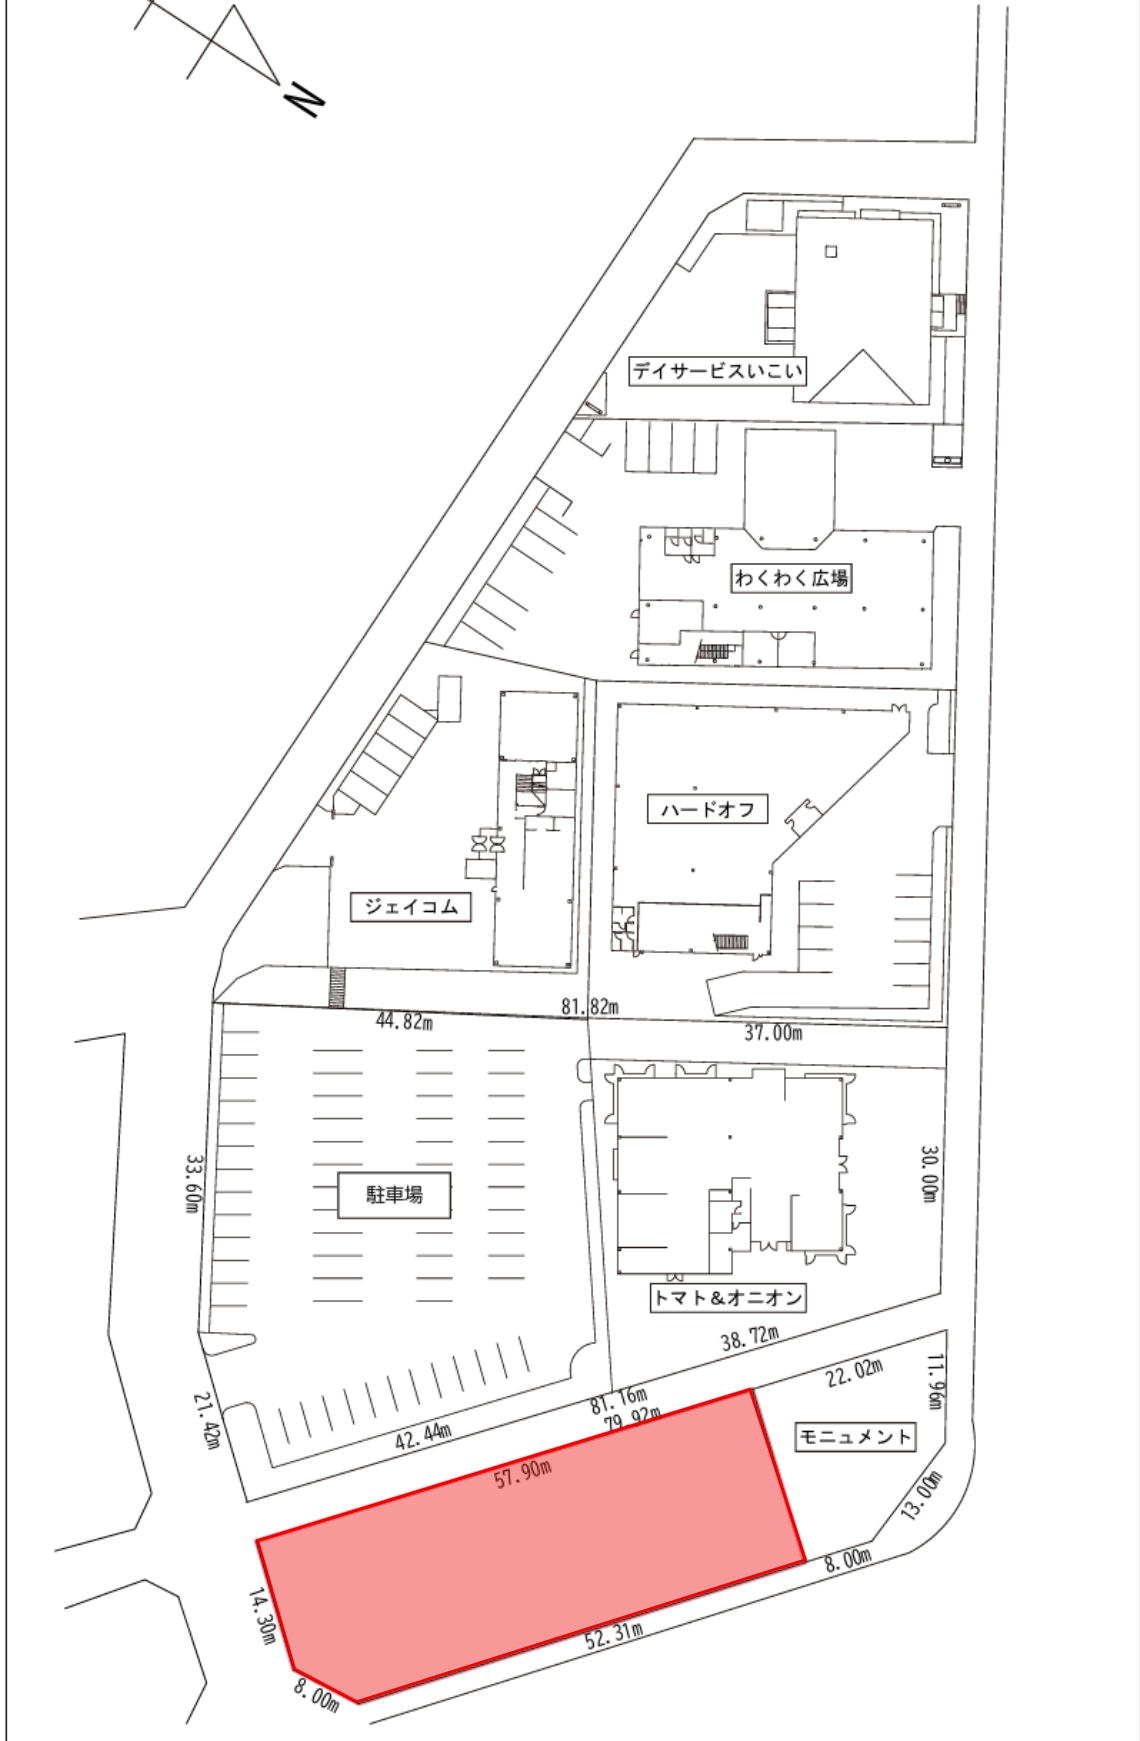 N
デイサービスいこい
わくわく広場
ハードオフ
ジェイコム
81.82m
44.82m
37.00m
33.60m
30.00m
駐車場
トマト&オニオン
38.72m
21.42m
81.16m
79.92m
42.44m
22.02m
11.96m
モニュメント
57.90m
13.00m
8.00m
14.30m
52.31m
8.00m